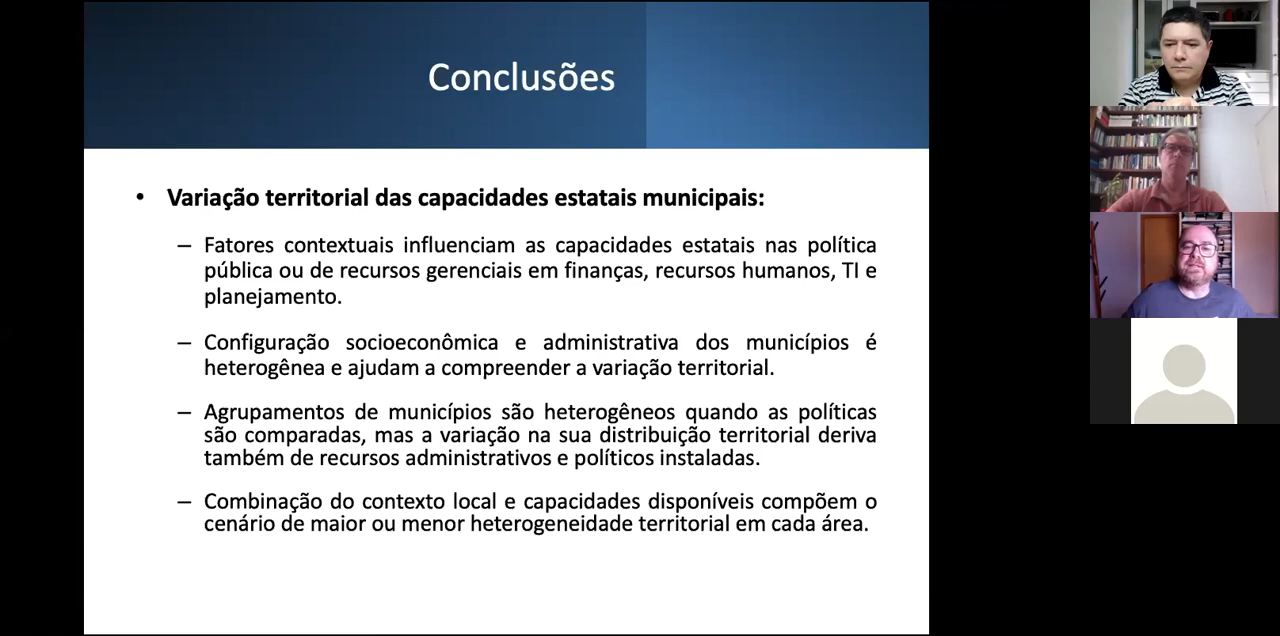 Conclusões
• Variação territorial das capacidades estatais municipais:
– Fatores contextuais influenciam as capacidades estatais nas política
pública ou de recursos gerenciais em finanças, recursos humanos, TI e
planejamento.
– Configuração socioeconômica e administrativa dos municípios é
heterogênea e ajudam a compreender a variação territorial.
– Agrupamentos de municípios são heterogêneos quando as políticas
são comparadas, mas a variação na sua distribuição territorial deriva
também de recursos administrativos e políticos instaladas.
– Combinação do contexto local e capacidades disponíveis compõem o
cenário de maior ou menor heterogeneidade territorial em cada área.